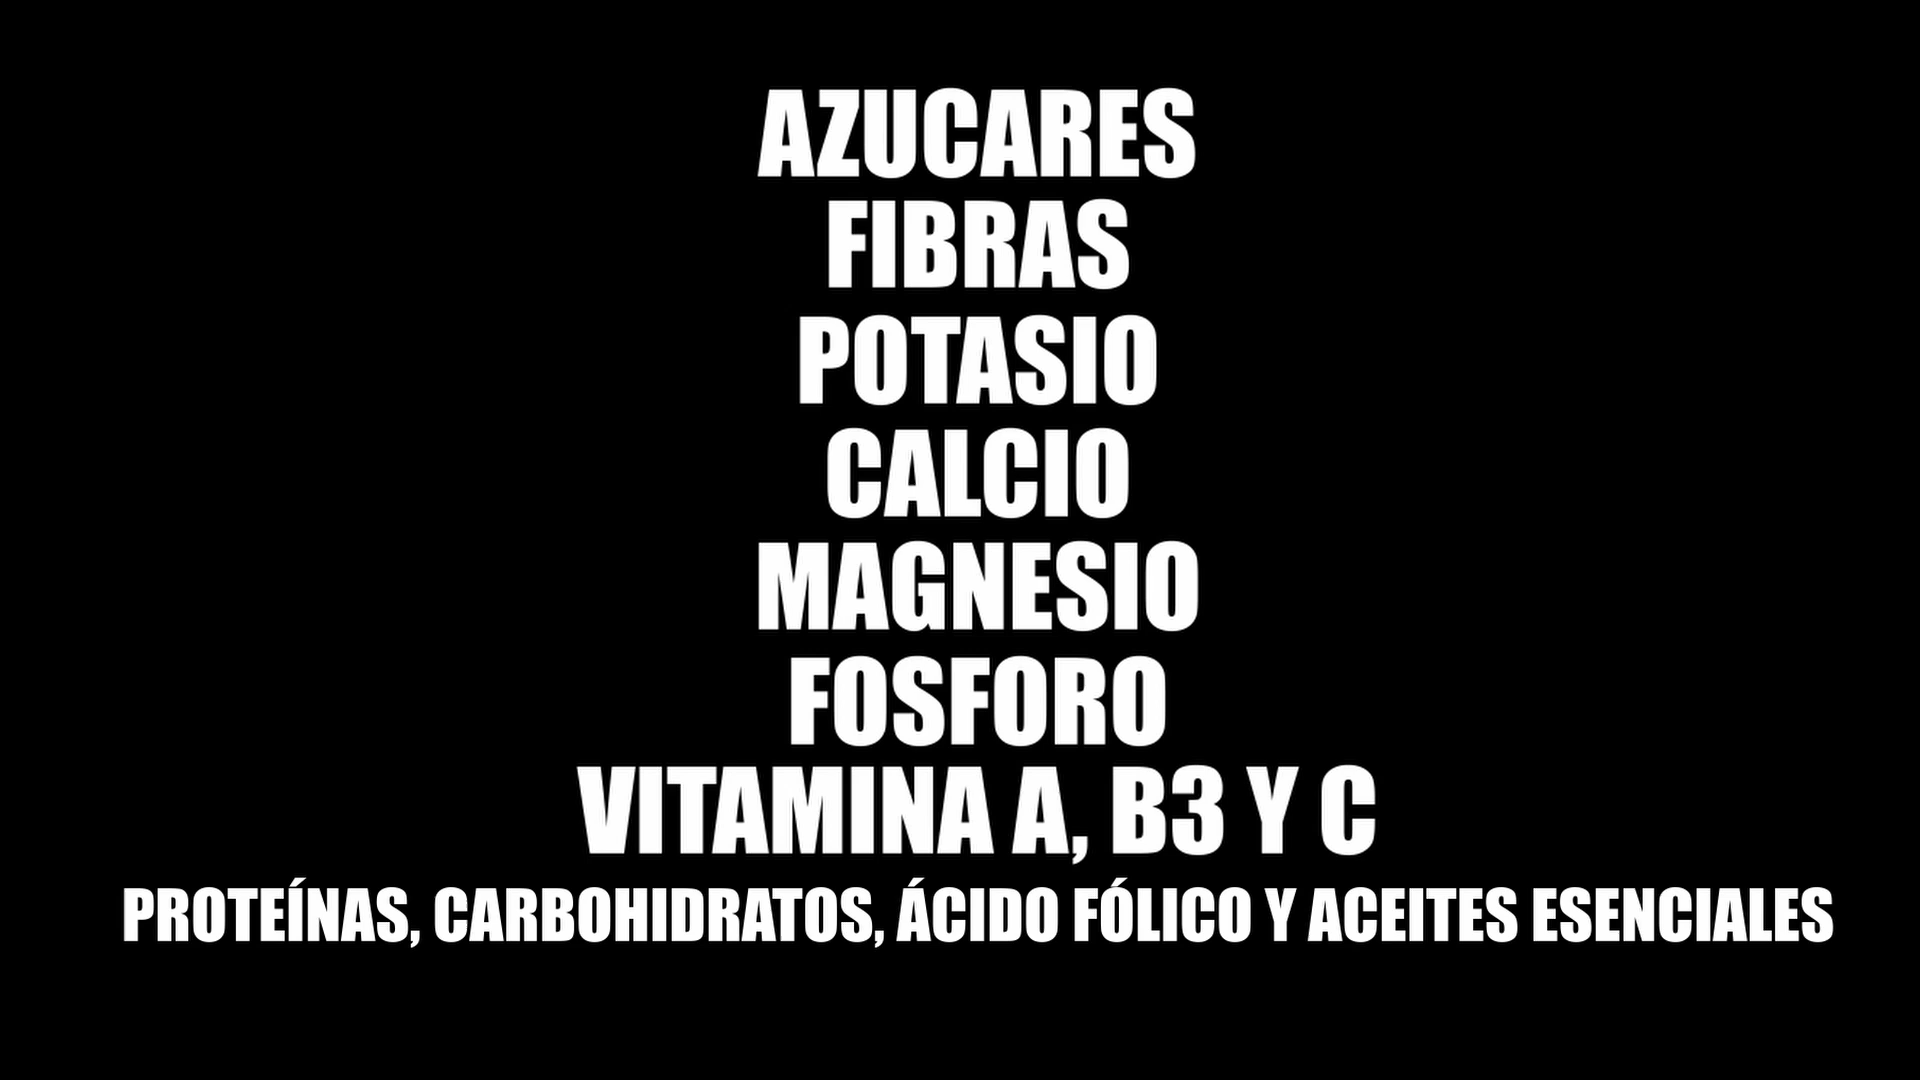 AZUCARES
FIBRAS
POTASIO
CALCIO
MAGNESIO
FOSFORO
VITAMINA A, B3 Y C
PROTEÍNAS, CARBOHIDRATOS, ÁCIDO FÓLICO Y ACEITES ESENCIALES